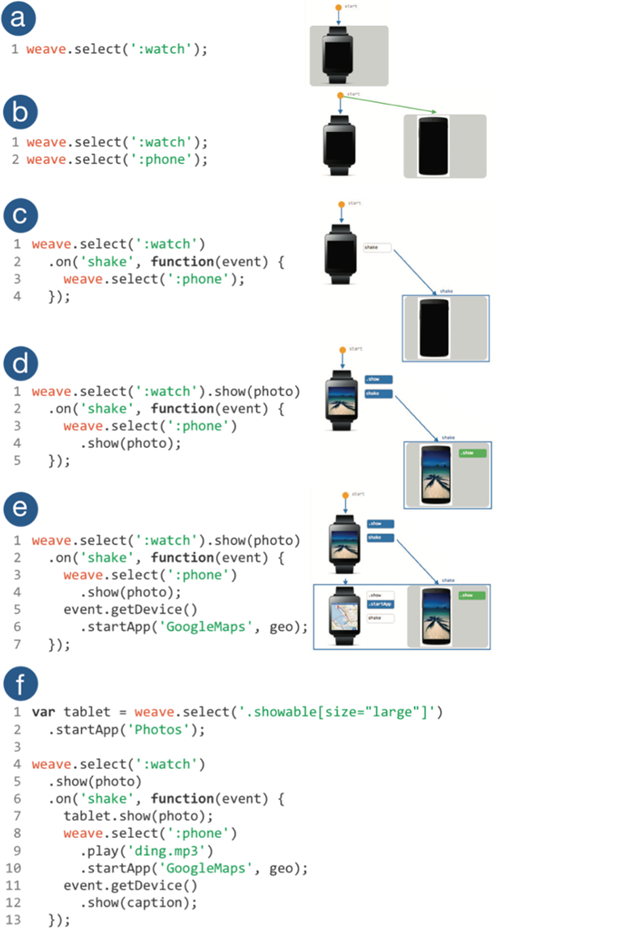 a
start
1 weave.select(':watch');
b
start
1 weave.select(':watch');
2 weave.select(':phone');
c
start
1 weave.select(':watch')
shake
2 .on('shake', function(event) {
3 weave.select(':phone');
4 });
shake
d
start
1 weave.select(':watch').show(photo)
.show
2 .on('shake', function(event) {
shake
3 weave.select(':phone')
4 .show(photo);
5 });
shake
.show
e
start
1 weave.select(':watch').show(photo)
.show
2 .on('shake', function(event) {
shake
3 weave.select(':phone')
4 .show(photo);
5 event.getDevice()
6 .startApp('GoogleMaps', geo);
7 });
shake
.show
.startApp
shake
.show
f
1 var tablet = weave.select('.showable[size="large"]')
2 .startApp('Photos');
3
4 weave.select(':watch')
5 .show(photo)
6 .on('shake', function(event) {
7 tablet.show(photo);
8 weave.select(':phone')
9 .play('ding.mp3')
10 .startApp('GoogleMaps', geo);
11 event.getDevice()
12 .show(caption);
13 });